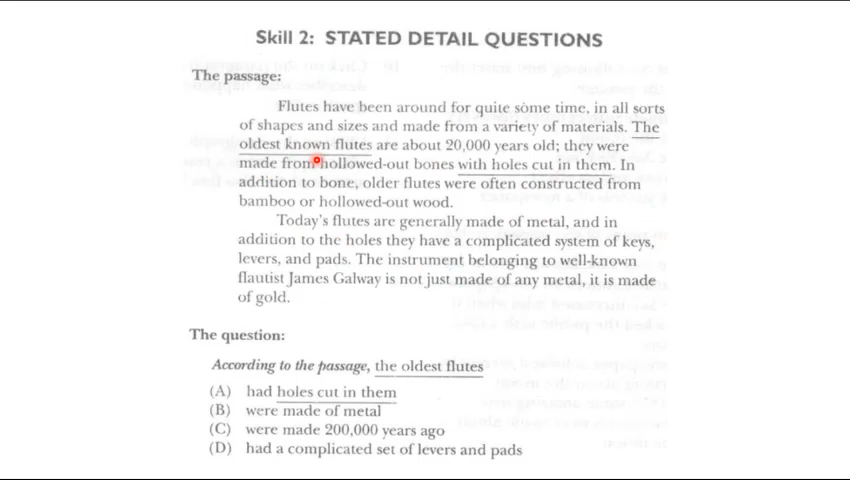 Skill 2: STATED DETAIL QUESTIONS
The passage:
Flutes have been around for quite some time, in all sorts
of shapes and sizes and made from a variety of materials. The
oldest known flutes are about 20,000 years old; they were
made from hollowed-out bones with holes cut in them. In
addition to bone, older flutes were often constructed from
bamboo or hollowed-out wood.
Today's flutes are generally made of metal, and in
addition to the holes they have a complicated system of keys,
levers, and pads. The instrument belonging to well-known
flautist James Galway is not just made of any metal, it is made
of gold.
The question:
According to the passage, the oldest flutes
(A) had holes cut in them
(B) were made of metal
(C) were made 200,000 years ago
(D) had a complicated set of levers and pads